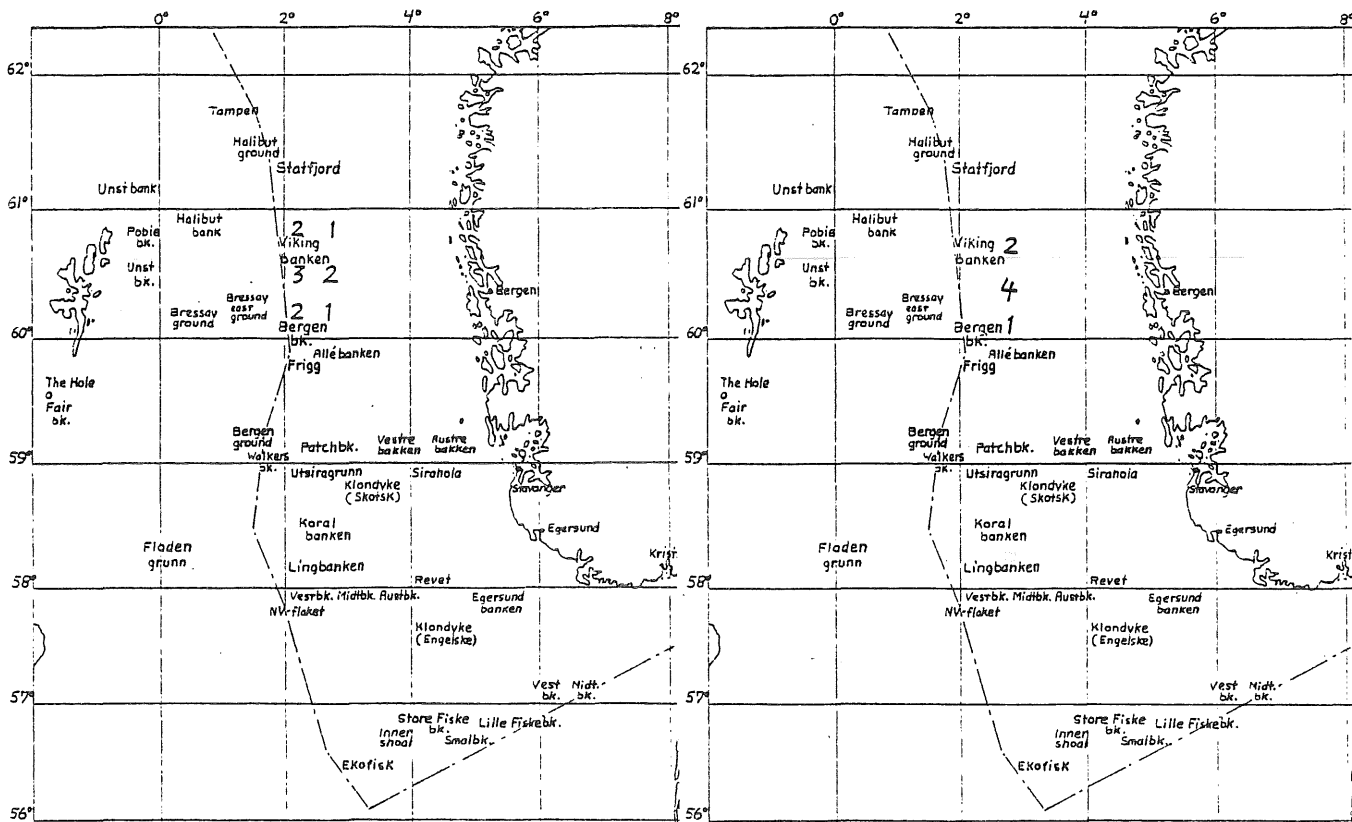 0° 2° 4° 6° 8°
62°
Tampen
Halibut
ground
Statfjord
Unst bank
61°
Halibut
bank
2 1
Pobie
bk.
Viking
banken
Unst
bk.
3 2
Bergen
Bressay
east
ground
Bressay
ground
2 1
Bergen
bk.
60°
Allébanken
Frigg
The Hole
Fair
bk.
Bergen
ground
Vestre
bakken
Austre
bakken
Patchbk.
59°
Walkers
bk.
Utsiragrunn
Sirahola
Klondyke
(Skotsk)
Stavanger
Karal
banken
Egersund
Fladen
grunn
Krist
Lingbanken
Revet
58°
Vestbk. Midtbk. Austbk.
Egersund
banken
NV-flaket
Klondyke
(Engelske)
Vest
bk.
Midt.
bk.
57°
Store Fiske
bk.
Lille Fiskebk.
Inner
shoal
Smalbk.
Ekofisk
56°
0° 2° 4° 6° 8°
62°
Tampen
Halibut
ground
Statfjord
Unst bank
61°
Halibut
bank
Pobie
bk.
Viking
banken
2
Unst
bk.
4
Bergen
Bressay
east
ground
Bressay
ground
Bergen
bk.
1
60°
Allébanken
Frigg
The Hole
Fair
bk.
Bergen
ground
Vestre
bakken
Austre
bakken
Patchbk.
59°
Walkers
bk.
Utsiragrunn
Sirahola
Klondyke
(Skotsk)
Stavanger
Karal
banken
Egersund
Fladen
grunn
Krist
Lingbanken
Revet
58°
Vestbk. Midtbk. Austbk.
Egersund
banken
NV-flaket
Klondyke
(Engelske)
Vest
bk.
Midt.
bk.
57°
Store Fiske
bk.
Lille Fiskebk.
Inner
shoal
Smalbk.
Ekofisk
56°